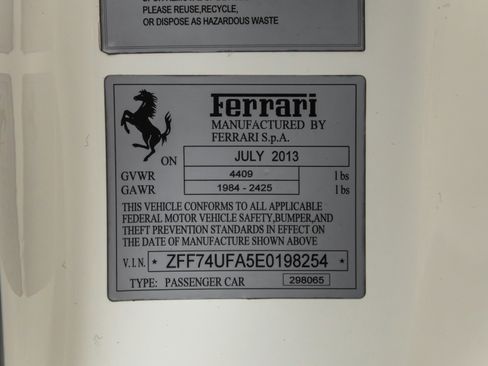 PLEASE REUSE,RECYCLE,
OR DISPOSE AS HAZARDOUS WASTE
Ferrari
MANUFACTURED BY
FERRARI S.p.A.
ON JULY 2013
GVWR 4409 lbs
GAWR 1984 - 2425 lbs
THIS VEHICLE CONFORMS TO ALL APPLICABLE
FEDERAL MOTOR VEHICLE SAFETY,BUMPER,AND
THEFT PREVENTION STANDARDS IN EFFECT ON
THE DATE OF MANUFACTURE SHOWN ABOVE
V.I.N. * ZFF74UFA5E0198254 *
TYPE: PASSENGER CAR 298065